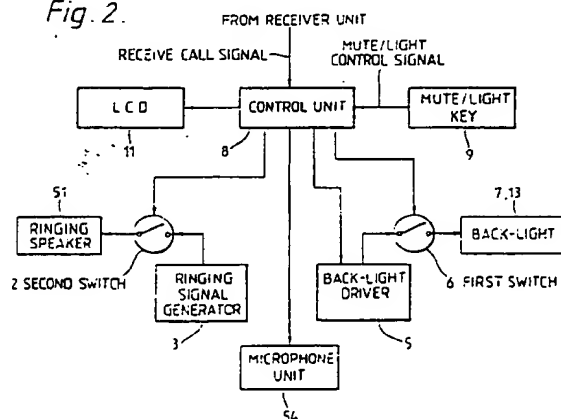 Fig. 2.
FROM RECEIVER UNIT
RECEIVE CALL SIGNAL
MUTE/LIGHT
CONTROL SIGNAL
LCD
CONTROL UNIT
MUTE/LIGHT
KEY
11
8
9
51
7,13
RINGING
SPEAKER
BACK-LIGHT
2 SECOND SWITCH
RINGING
SIGNAL
GENERATOR
BACK-LIGHT
DRIVER
6 FIRST SWITCH
3
5
MICROPHONE
UNIT
54